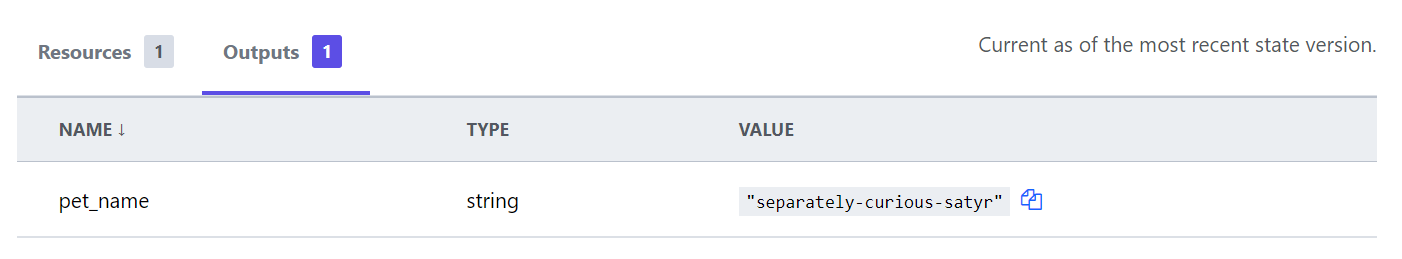 Resources 1 Outputs 1 Current as of the most recent state version.
NAME ↓ TYPE VALUE
pet_name string "separately-curious-satyr"